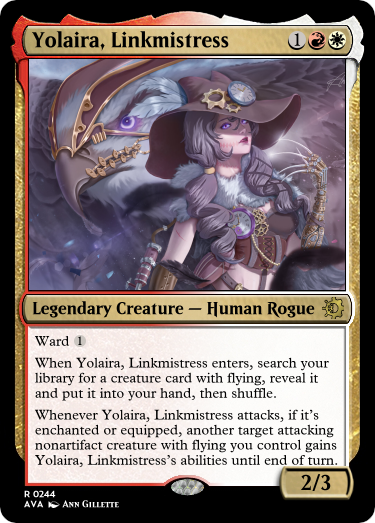 Yolaira, Linkmistress 1
Legendary Creature — Human Rogue
Ward 1
When Yolaira, Linkmistress enters, search your
library for a creature card with flying, reveal it
and put it into your hand, then shuffle.
Whenever Yolaira, Linkmistress attacks, if it's
enchanted or equipped, another target attacking
nonartifact creature with flying you control gains
Yolaira, Linkmistress's abilities until end of turn.
2/3
R 0244
AVA Ann Gillette